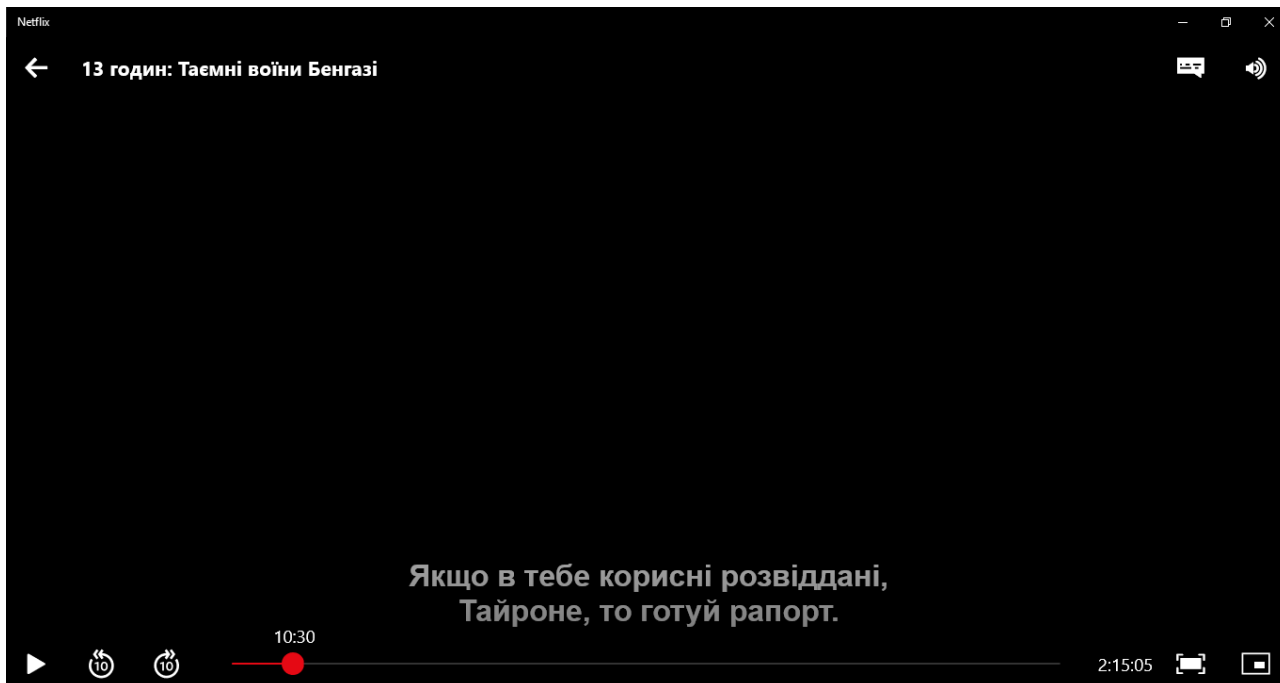 Netflix
13 годин: Таємні воїни Бенгазі
Якщо в тебе корисні розвіддані,
Тайроне, то готуй рапорт.
10:30
10
10
2:15:05